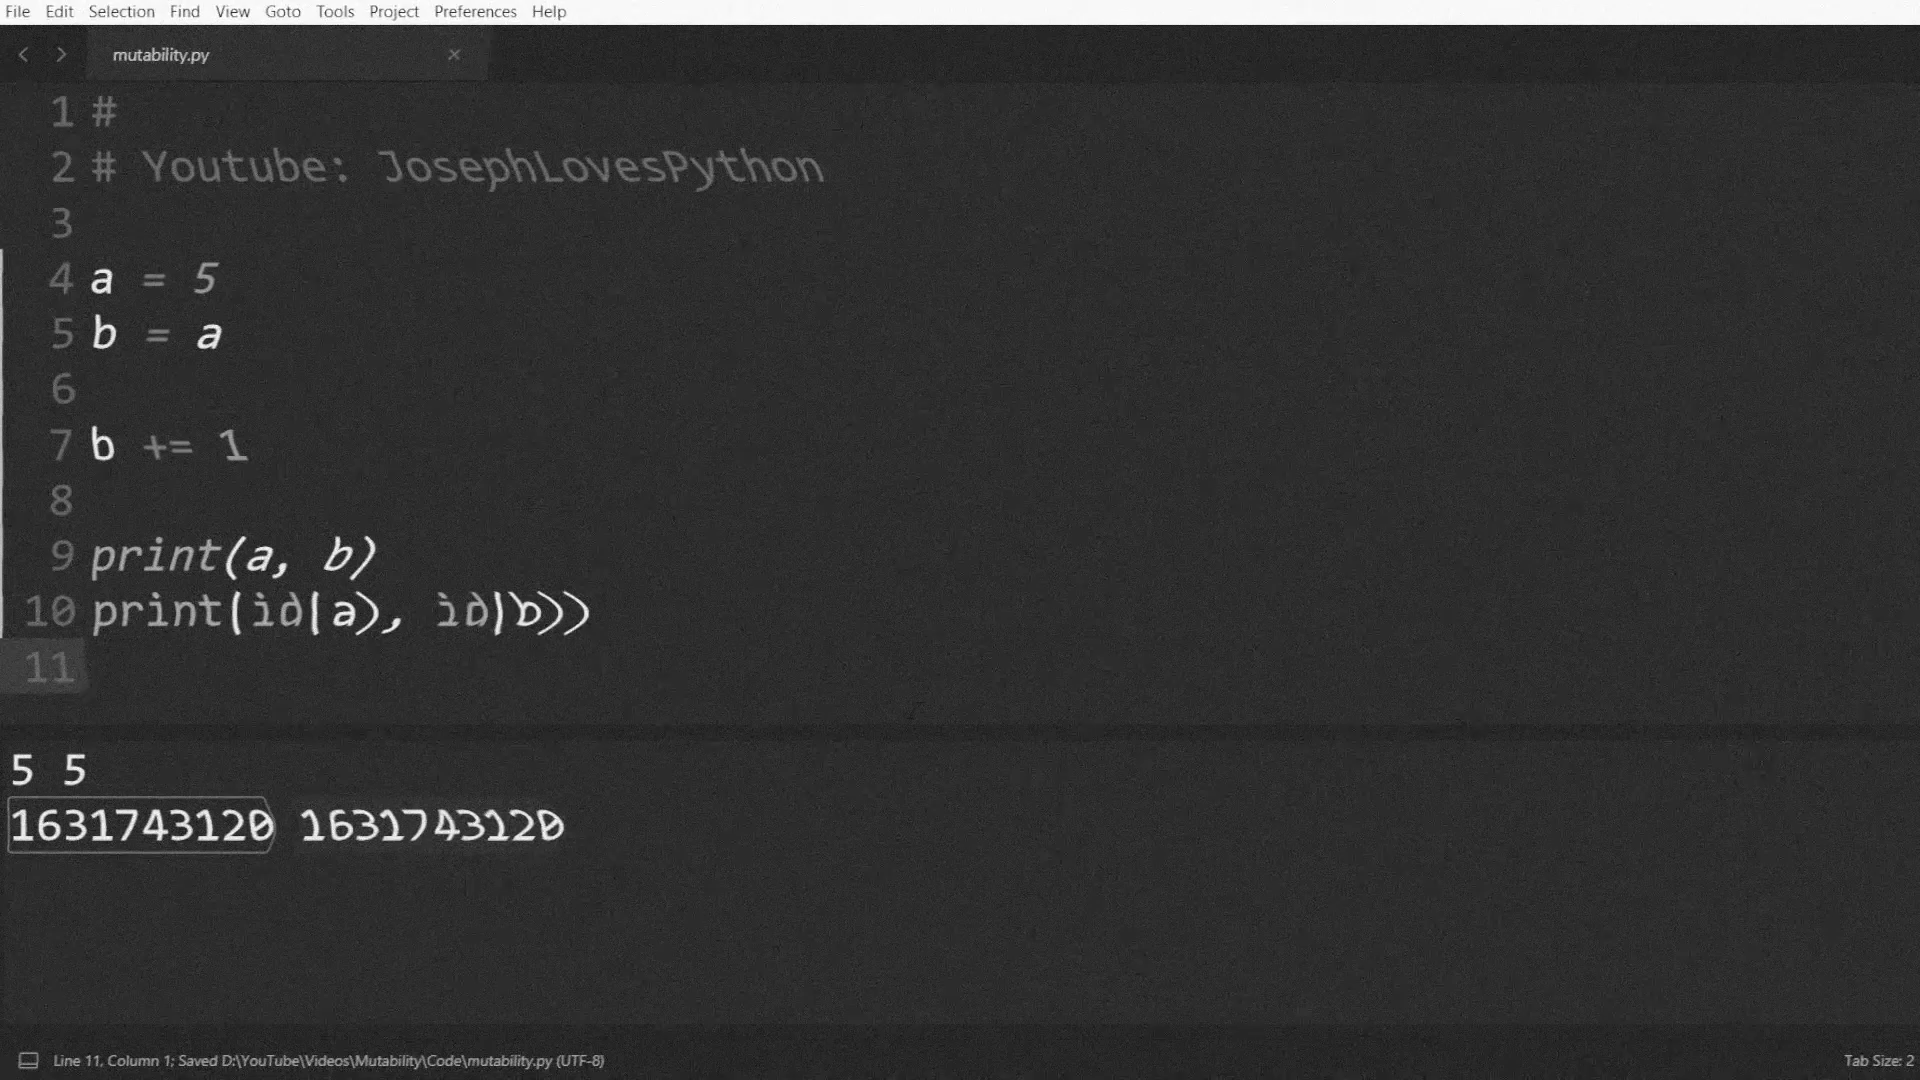 File Edit Selection Find View Goto Tools Project Preferences Help
mutability.py
1 #
2 # Youtube: JosephLovesPython
3
4 a = 5
5 b = a
6
7 b += 1
8
9 print(a, b)
10 print(id(a), id(b))
11
5 5
1631743120 1631743120
Line 11, Column 1; Saved D:\YouTube\Videos\Mutability\Code\mutability.py (UTF-8)
Tab Size: 2